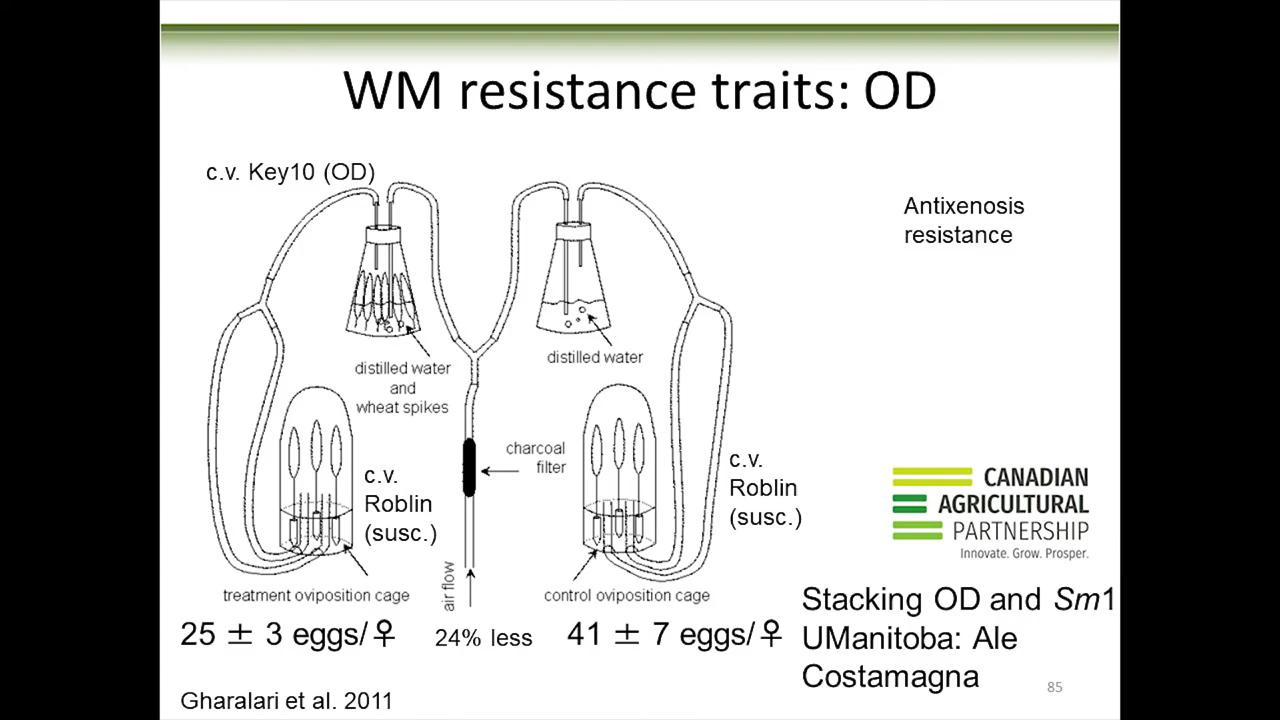 WM resistance traits: OD
c.v. Key10 (OD)
Antixenosis
resistance
distilled water
and
wheat spikes
distilled water
charcoal
filter
c.v.
Roblin
(susc.)
c.v.
Roblin
(susc.)
CANADIAN
AGRICULTURAL
PARTNERSHIP
Innovate. Grow. Prosper.
air flow
treatment oviposition cage
control oviposition cage
25 ± 3 eggs/♀
24% less
41 ± 7 eggs/♀
Stacking OD and Sm1
UManitoba: Ale
Costamagna
85
Gharalari et al. 2011